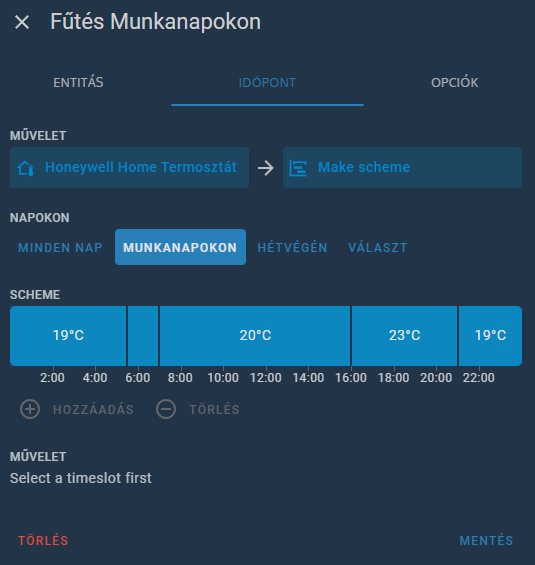 Fűtés Munkanapokon
ENTITÁS IDŐPONT OPCIÓK
MŰVELET
Honeywell Home Termosztát → Make scheme
NAPOKON
MINDEN NAP MUNKANAPOKON HÉTVÉGÉN VÁLASZT
SCHEME
19°C 20°C 23°C 19°C
2:00 4:00 6:00 8:00 10:00 12:00 14:00 16:00 18:00 20:00 22:00
HOZZÁADÁS TÖRLÉS
MŰVELET
Select a timeslot first
TÖRLÉS MENTÉS